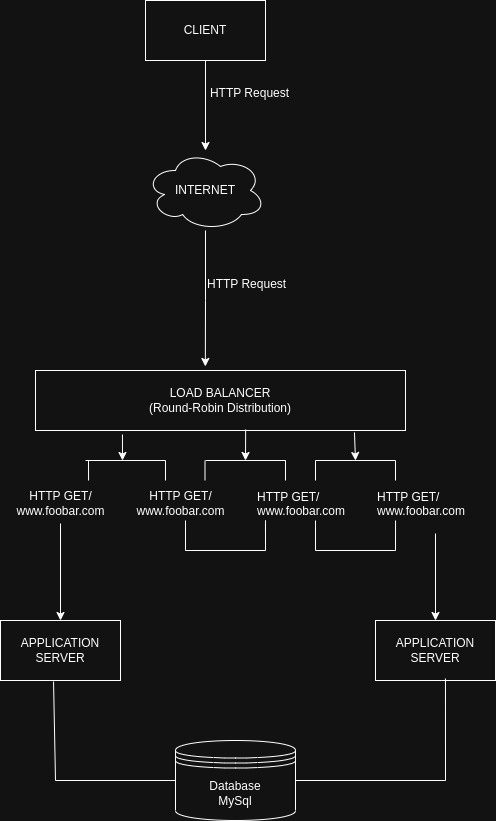 CLIENT
HTTP Request
INTERNET
HTTP Request
LOAD BALANCER
(Round-Robin Distribution)
HTTP GET/
www.foobar.com
HTTP GET/
www.foobar.com
HTTP GET/
www.foobar.com
HTTP GET/
www.foobar.com
APPLICATION
SERVER
APPLICATION
SERVER
Database
MySql